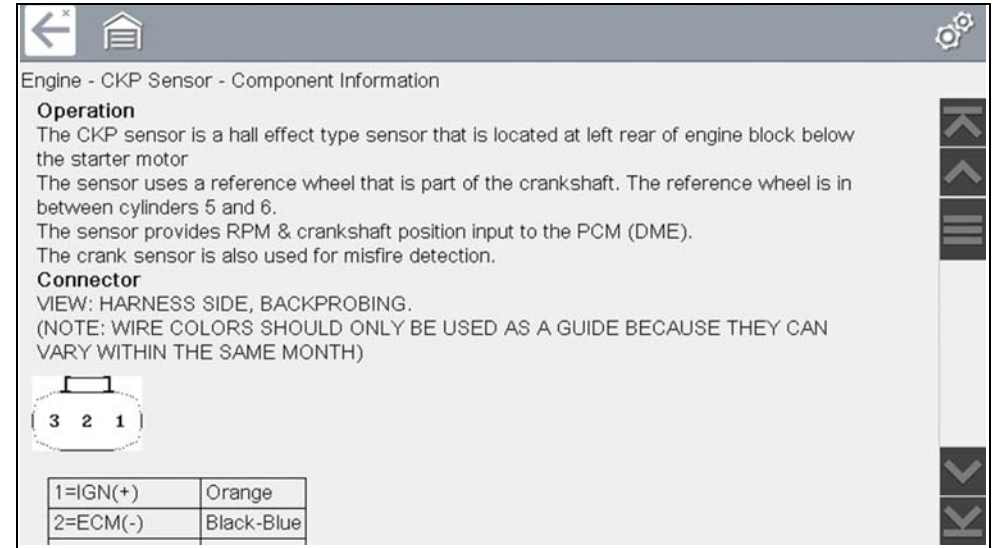 Engine - CKP Sensor - Component Information
Operation
The CKP sensor is a hall effect type sensor that is located at left rear of engine block below
the starter motor
The sensor uses a reference wheel that is part of the crankshaft. The reference wheel is in
between cylinders 5 and 6.
The sensor provides RPM & crankshaft position input to the PCM (DME).
The crank sensor is also used for misfire detection.
Connector
VIEW: HARNESS SIDE, BACKPROBING.
(NOTE: WIRE COLORS SHOULD ONLY BE USED AS A GUIDE BECAUSE THEY CAN
VARY WITHIN THE SAME MONTH)
3 2 1
1=IGN(+) Orange
2=ECM(-) Black-Blue